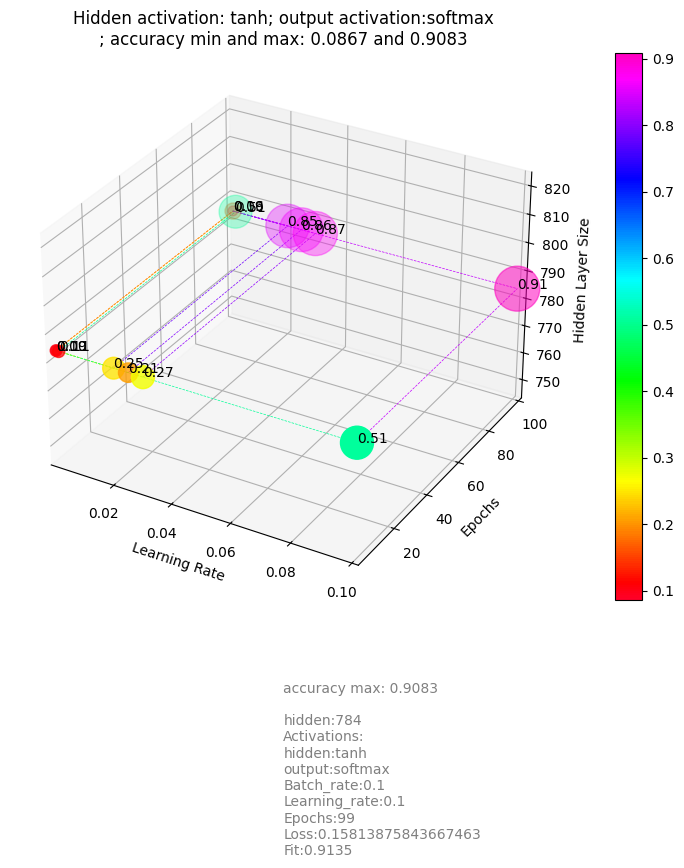 Hidden activation: tanh; output activation:softmax
; accuracy min and max: 0.0867 and 0.9083
0.9
0.8
0.7
0.6
0.5
0.4
0.3
0.2
0.1
820
810
800
790
780
770
760
750
Hidden Layer Size
0.85
0.86
0.87
0.91
0.25
0.21
0.27
0.51
100
80
60
40
20
Epochs
0.02
0.04
0.06
0.08
0.10
Learning Rate
accuracy max: 0.9083
hidden:784
Activations:
hidden:tanh
output:softmax
Batch_rate:0.1
Learning_rate:0.1
Epochs:99
Loss:0.15813875843667463
Fit:0.9135